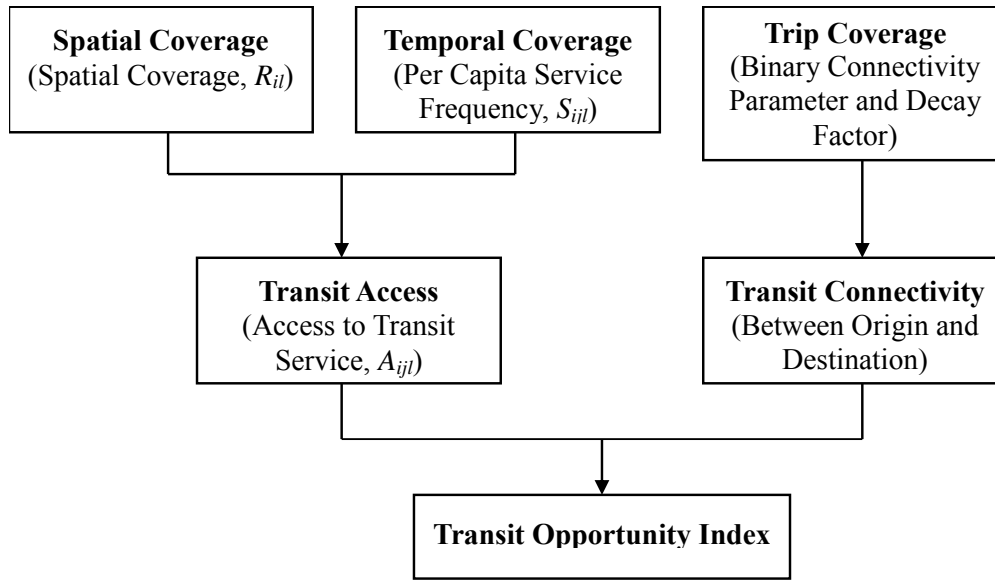 Spatial Coverage
(Spatial Coverage, Ril)
Temporal Coverage
(Per Capita Service
Frequency, Sijl)
Trip Coverage
(Binary Connectivity
Parameter and Decay
Factor)
Transit Access
(Access to Transit
Service, Aijl)
Transit Connectivity
(Between Origin and
Destination)
Transit Opportunity Index